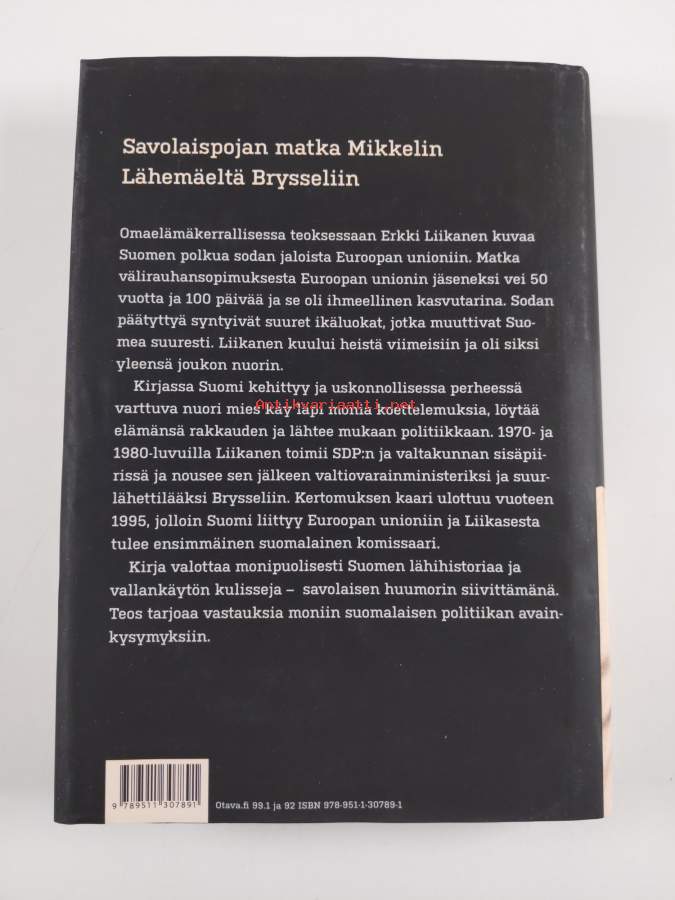 Savolaispojan matka Mikkelin
Lähemäeltä Brysseliin
Omaelämäkerrallisessa teoksessaan Erkki Liikanen kuvaa
Suomen polkua sodan jaloista Euroopan unioniin. Matka
välirauhansopimuksesta Euroopan unionin jäseneksi vei 50
vuotta ja 100 päivää ja se oli ihmeellinen kasvutarina. Sodan
päätyttyä syntyivät suuret ikäluokat, jotka muuttivat Suo-
mea suuresti. Liikanen kuului heistä viimeisiin ja oli siksi
yleensä joukon nuorin.
Kirjassa Suomi kehittyy ja uskonnollisessa perheessä
varttuva nuori mies käy läpi monia koettelemuksia, löytää
Antikvariaatti.net
elämänsä rakkauden ja lähtee mukaan politiikkaan. 1970- ja
1980-luvuilla Liikanen toimii SDP:n ja valtakunnan sisäpii-
rissä ja nousee sen jälkeen valtiovarainministeriksi ja suur-
lähettilääksi Brysseliin. Kertomuksen kaari ulottuu vuoteen
1995, jolloin Suomi liittyy Euroopan unioniin ja Liikasesta
tulee ensimmäinen suomalainen komissaari.
Kirja valottaa monipuolisesti Suomen lähihistoriaa ja
vallankäytön kulisseja – savolaisen huumorin siivittämänä.
Teos tarjoaa vastauksia moniin suomalaisen politiikan avain-
kysymyksiin.
9 789511 307891
Otava.fi 99.1 ja 92 ISBN 978-951-1-30789-1